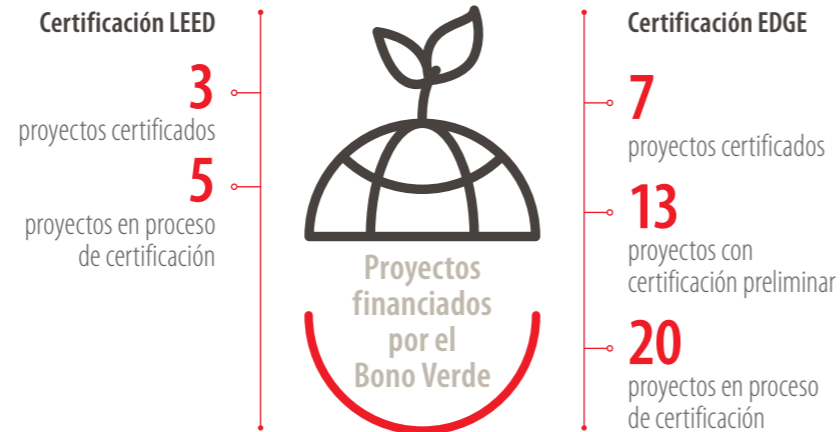 Certificación LEED
3
proyectos certificados
5
proyectos en proceso
de certificación
Proyectos
financiados
por el
Bono Verde
Certificación EDGE
7
proyectos certificados
13
proyectos con
certificación preliminar
20
proyectos en proceso
de certificación